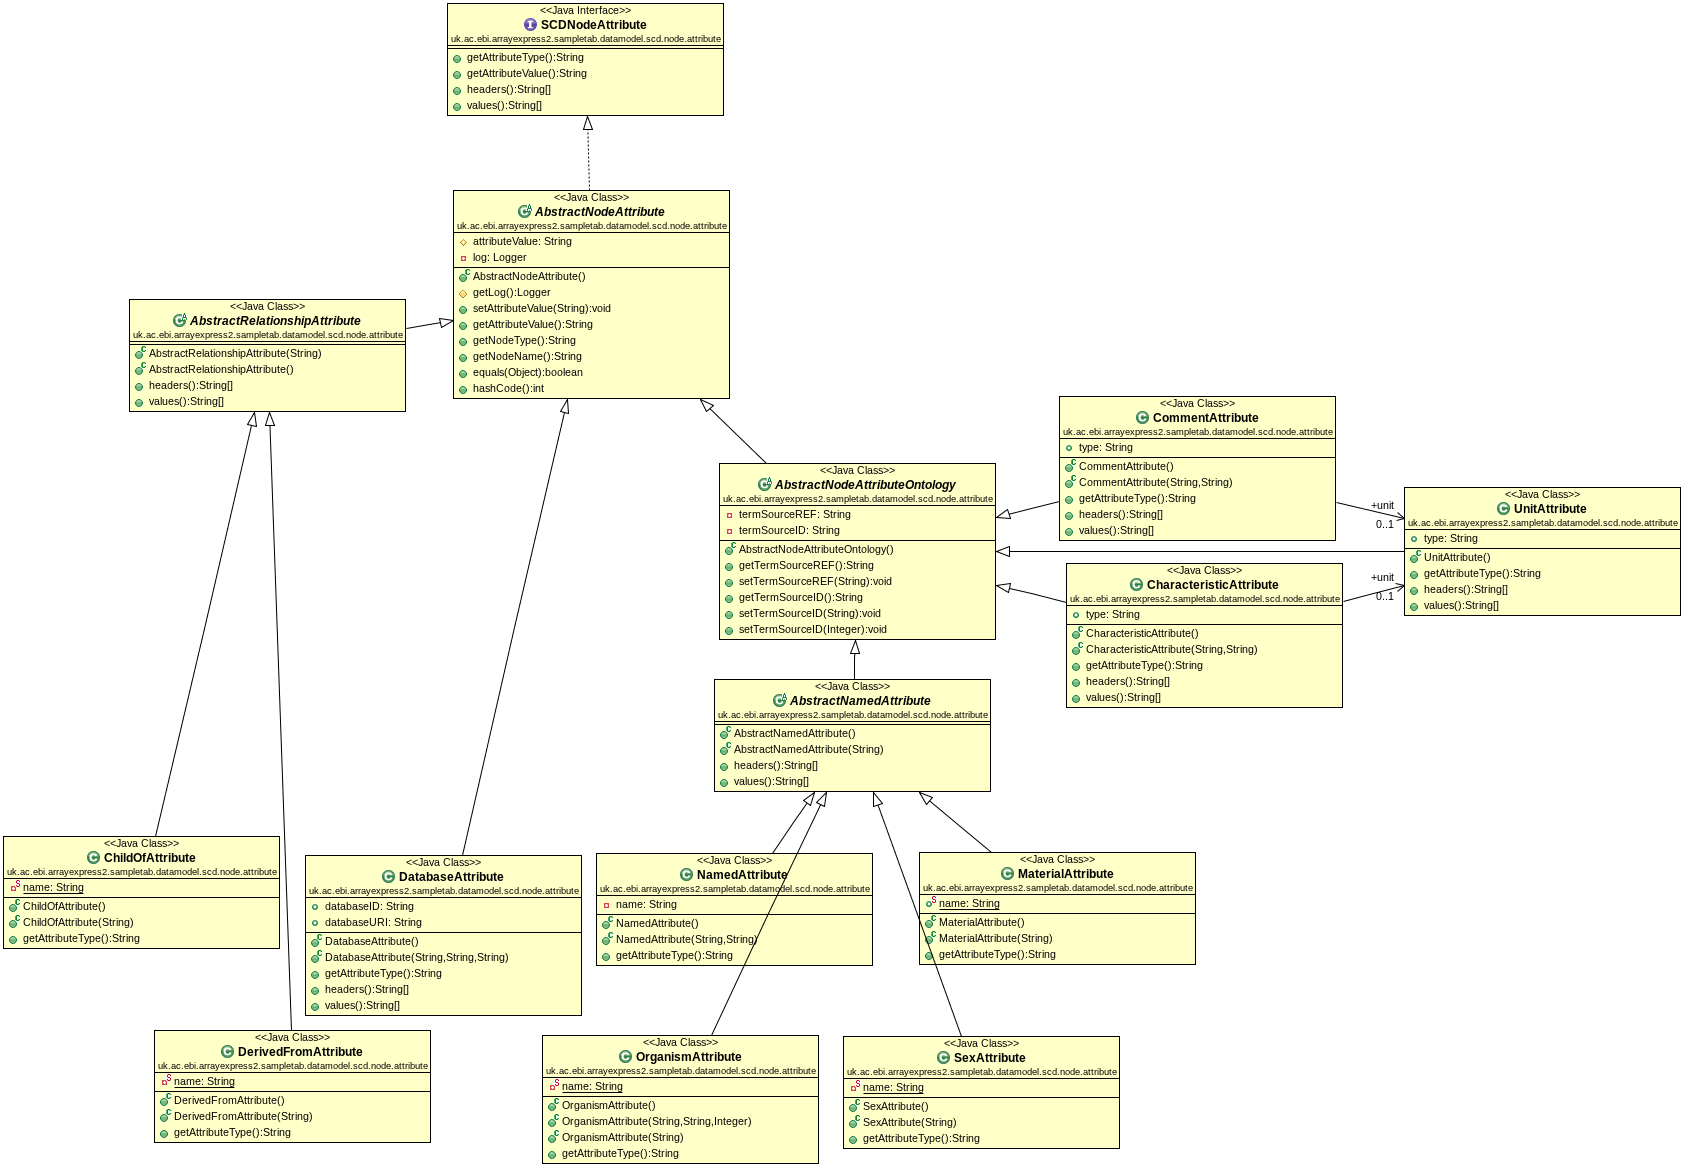 <<Java Interface>>
SCDNodeAttribute
uk.ac.ebi.arrayexpress2.sampletab.datamodel.scd.node.attribute
getAttributeType():String
getAttributeValue():String
headers():String[]
values():String[]
<<Java Class>>
AbstractNodeAttribute
uk.ac.ebi.arrayexpress2.sampletab.datamodel.scd.node.attribute
attributeValue: String
log: Logger
AbstractNodeAttribute()
getLog():Logger
setAttributeValue(String):void
getAttributeValue():String
getNodeType():String
getNodeName():String
equals(Object):boolean
hashCode():int
<<Java Class>>
AbstractRelationshipAttribute
uk.ac.ebi.arrayexpress2.sampletab.datamodel.scd.node.attribute
AbstractRelationshipAttribute(String)
AbstractRelationshipAttribute()
headers():String[]
values():String[]
<<Java Class>>
CommentAttribute
uk.ac.ebi.arrayexpress2.sampletab.datamodel.scd.node.attribute
type: String
CommentAttribute()
CommentAttribute(String,String)
getAttributeType():String
headers():String[]
values():String[]
<<Java Class>>
AbstractNodeAttributeOntology
uk.ac.ebi.arrayexpress2.sampletab.datamodel.scd.node.attribute
termSourceREF: String
termSourceID: String
AbstractNodeAttributeOntology()
getTermSourceREF():String
setTermSourceREF(String):void
getTermSourceID():String
setTermSourceID(String):void
setTermSourceID(Integer):void
+unit
0..1
<<Java Class>>
UnitAttribute
uk.ac.ebi.arrayexpress2.sampletab.datamodel.scd.node.attribute
type: String
UnitAttribute()
getAttributeType():String
headers():String[]
values():String[]
<<Java Class>>
CharacteristicAttribute
uk.ac.ebi.arrayexpress2.sampletab.datamodel.scd.node.attribute
type: String
CharacteristicAttribute()
CharacteristicAttribute(String,String)
getAttributeType():String
headers():String[]
values():String[]
+unit
0..1
<<Java Class>>
AbstractNamedAttribute
uk.ac.ebi.arrayexpress2.sampletab.datamodel.scd.node.attribute
AbstractNamedAttribute()
AbstractNamedAttribute(String)
headers():String[]
values():String[]
<<Java Class>>
ChildOfAttribute
uk.ac.ebi.arrayexpress2.sampletab.datamodel.scd.node.attribute
name: String
ChildOfAttribute()
ChildOfAttribute(String)
getAttributeType():String
<<Java Class>>
DatabaseAttribute
uk.ac.ebi.arrayexpress2.sampletab.datamodel.scd.node.attribute
databaseID: String
databaseURI: String
DatabaseAttribute()
DatabaseAttribute(String,String,String)
getAttributeType():String
headers():String[]
values():String[]
<<Java Class>>
NamedAttribute
uk.ac.ebi.arrayexpress2.sampletab.datamodel.scd.node.attribute
name: String
NamedAttribute()
NamedAttribute(String,String)
getAttributeType():String
<<Java Class>>
MaterialAttribute
uk.ac.ebi.arrayexpress2.sampletab.datamodel.scd.node.attribute
name: String
MaterialAttribute()
MaterialAttribute(String)
getAttributeType():String
<<Java Class>>
DerivedFromAttribute
uk.ac.ebi.arrayexpress2.sampletab.datamodel.scd.node.attribute
name: String
DerivedFromAttribute()
DerivedFromAttribute(String)
getAttributeType():String
<<Java Class>>
OrganismAttribute
uk.ac.ebi.arrayexpress2.sampletab.datamodel.scd.node.attribute
name: String
OrganismAttribute()
OrganismAttribute(String,String,Integer)
OrganismAttribute(String)
getAttributeType():String
<<Java Class>>
SexAttribute
uk.ac.ebi.arrayexpress2.sampletab.datamodel.scd.node.attribute
name: String
SexAttribute()
SexAttribute(String)
getAttributeType():String